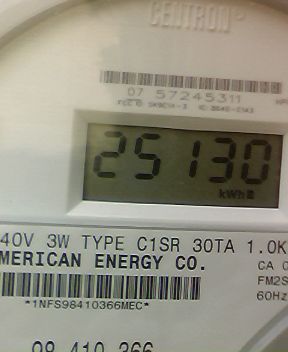 CENTRON
07 57245311
25130
kWh
40V 3W TYPE C1SR 30TA 1.0K
MERICAN ENERGY CO.
CA
FM2S
60Hz
*1NFS98410366MEC*
98 410 366